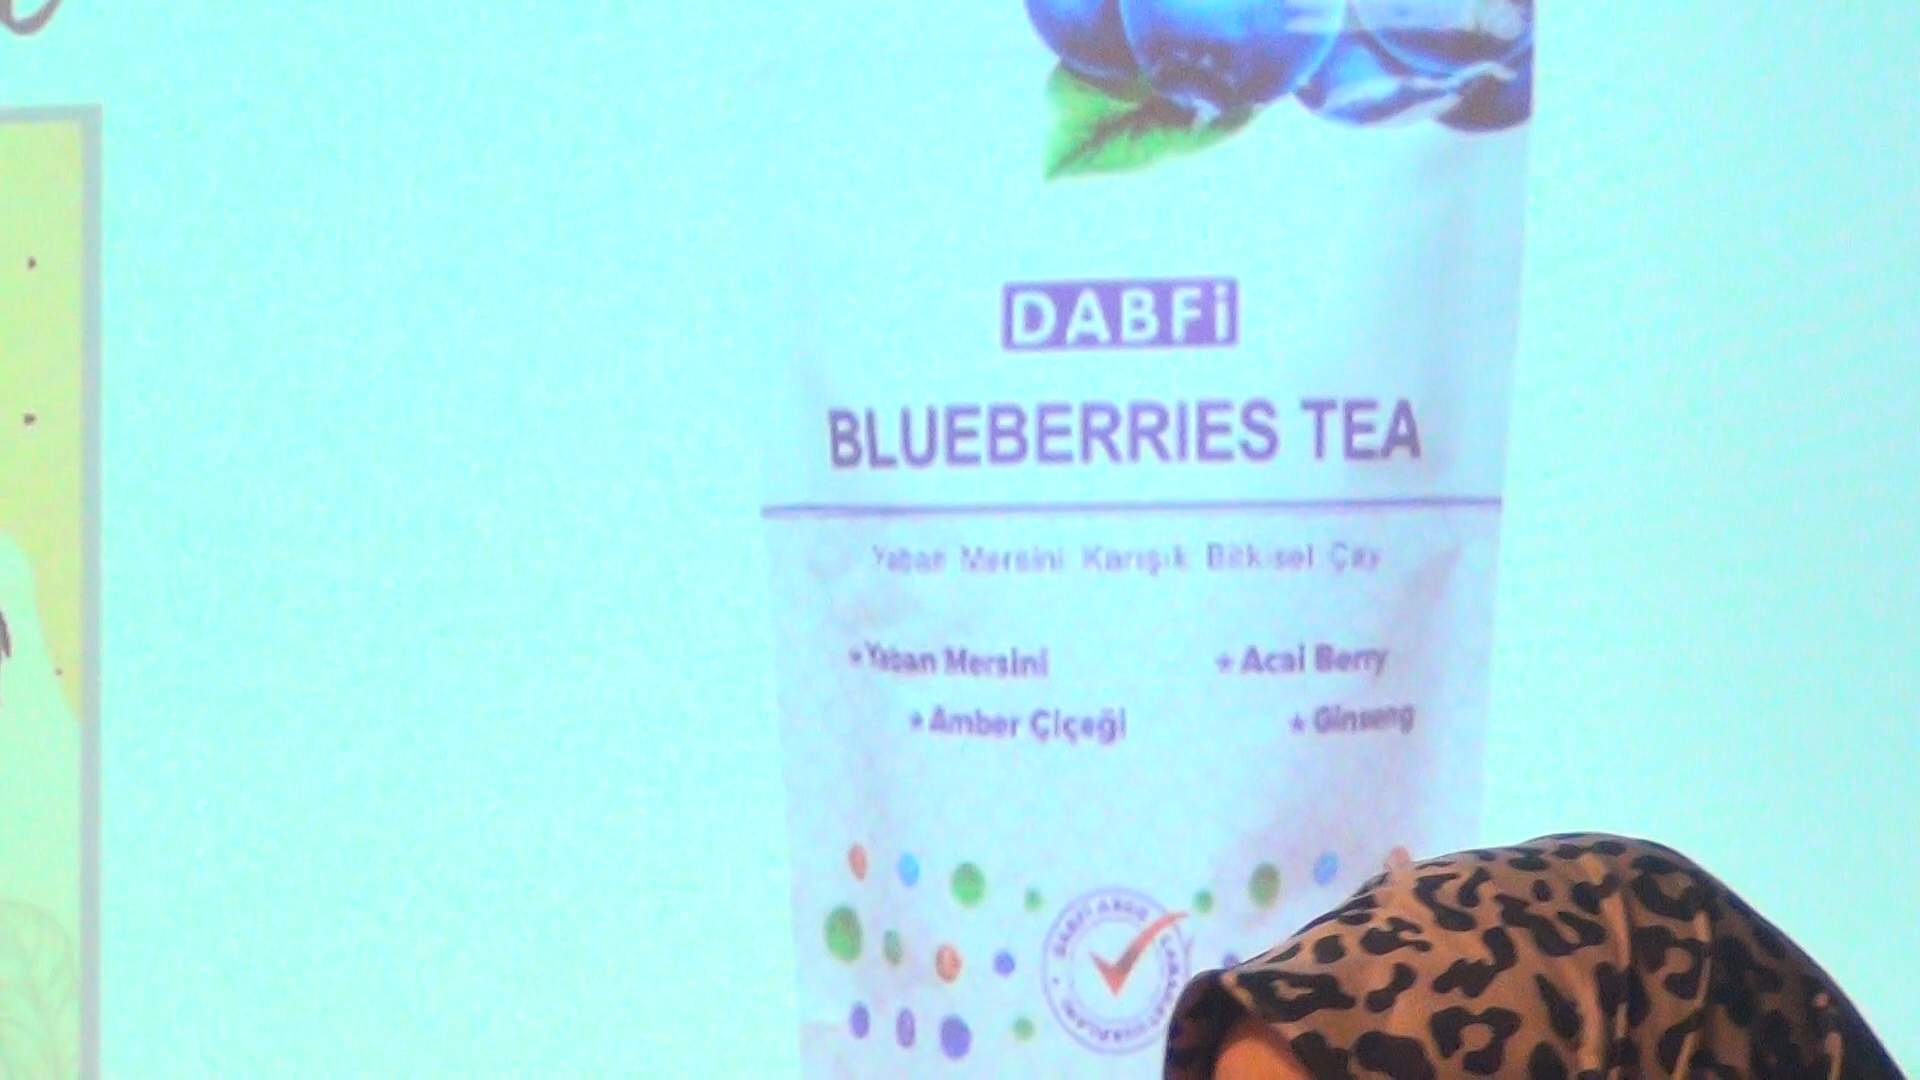 DABFİ
BLUEBERRIES TEA
Yaban Mersini Karışık Bitkisel Çay
* Yaban Mersini
* Acai Berry
* Amber Çiçeği
* Ginseng